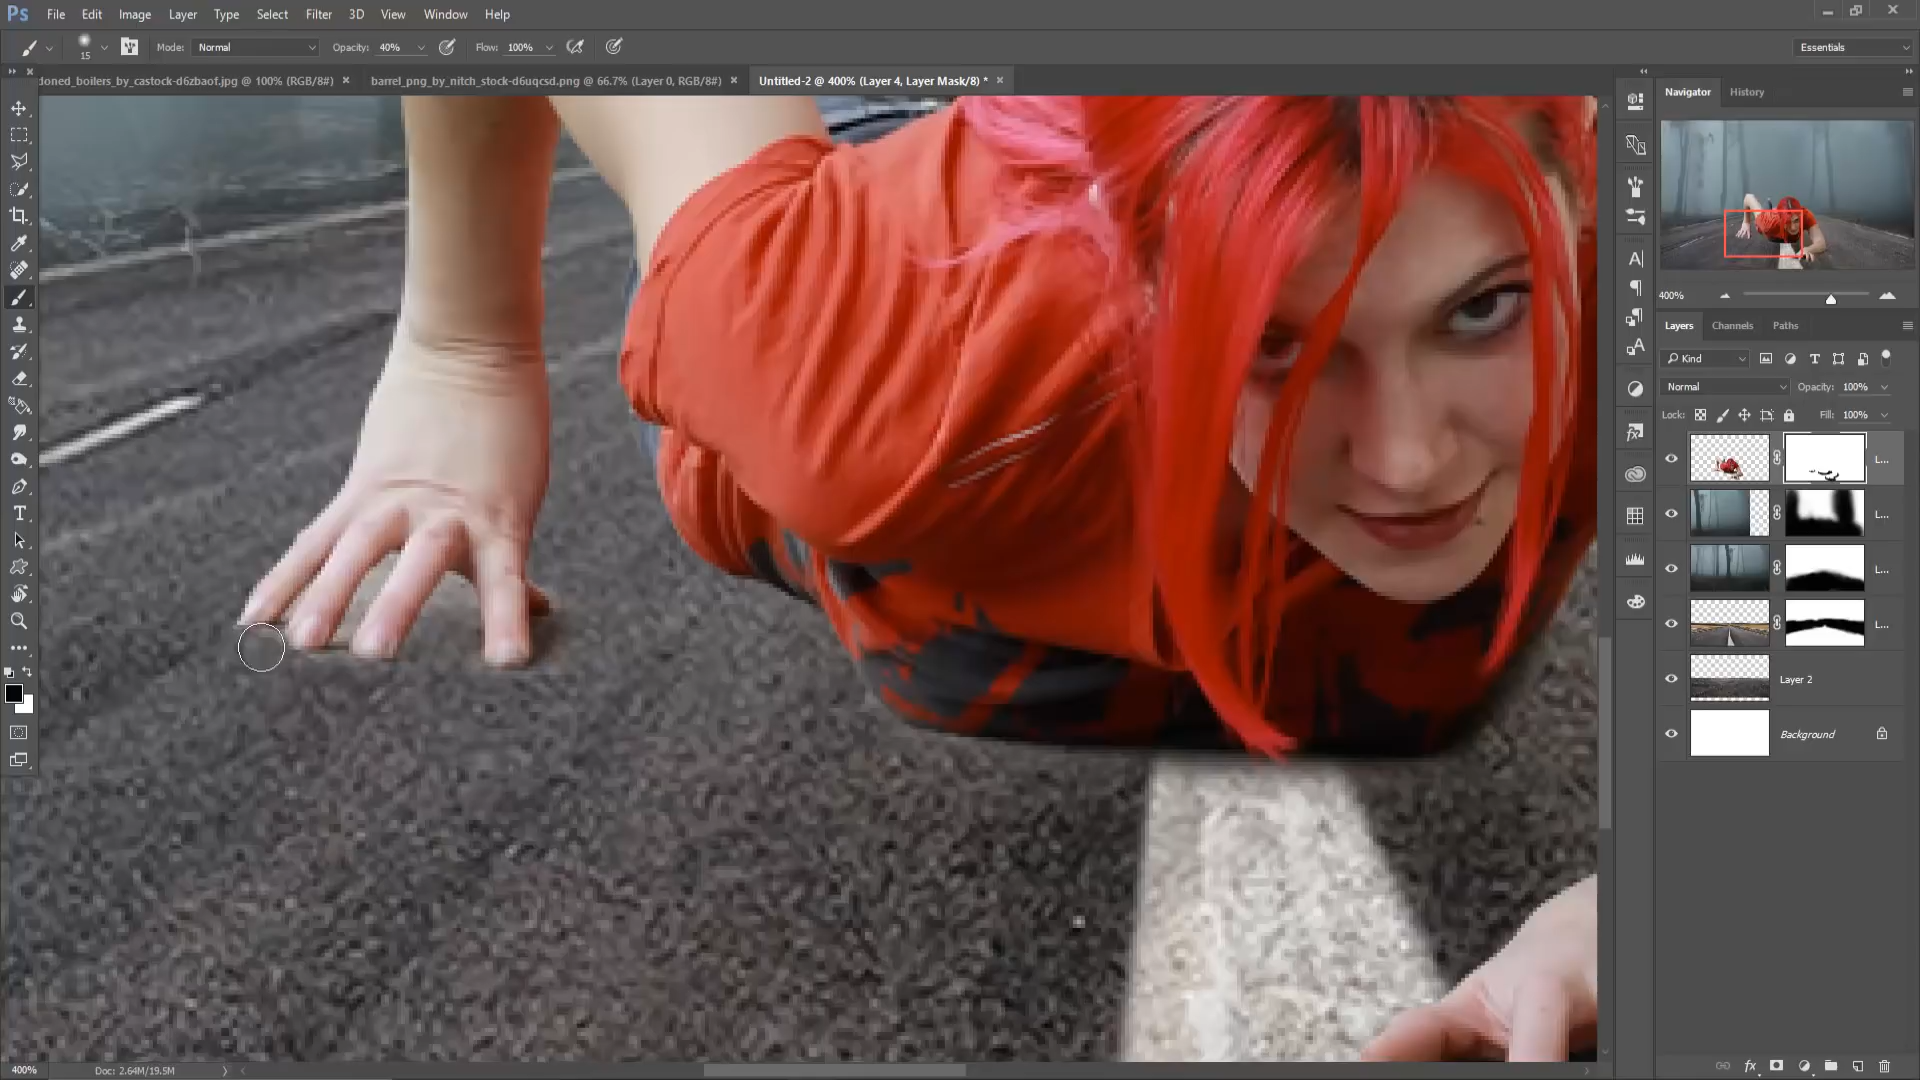 Ps File Edit Image Layer Type Select Filter 3D View Window Help
15 Mode: Normal Opacity: 40% Flow: 100% Essentials
doned_boilers_by_castock-d6zbaof.jpg @ 100% (RGB/8#) × barrel_png_by_nitch_stock-d6uqcsd.png @ 66.7% (Layer 0, RGB/8#) × Untitled-2 @ 400% (Layer 4, Layer Mask/8) * ×
Navigator History
400%
Layers Channels Paths
Kind
Normal Opacity: 100%
Lock: Fill: 100%
L...
L...
L...
L...
Layer 2
Background
400% Doc: 2.64M/19.5M